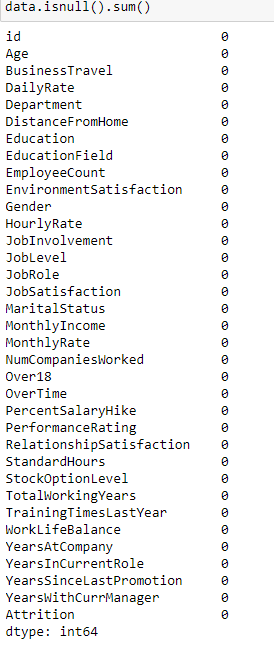 data.isnull().sum()
id 0
Age 0
BusinessTravel 0
DailyRate 0
Department 0
DistanceFromHome 0
Education 0
EducationField 0
EmployeeCount 0
EnvironmentSatisfaction 0
Gender 0
HourlyRate 0
JobInvolvement 0
JobLevel 0
JobRole 0
JobSatisfaction 0
MaritalStatus 0
MonthlyIncome 0
MonthlyRate 0
NumCompaniesWorked 0
Over18 0
OverTime 0
PercentSalaryHike 0
PerformanceRating 0
RelationshipSatisfaction 0
StandardHours 0
StockOptionLevel 0
TotalWorkingYears 0
TrainingTimesLastYear 0
WorkLifeBalance 0
YearsAtCompany 0
YearsInCurrentRole 0
YearsSinceLastPromotion 0
YearsWithCurrManager 0
Attrition 0
dtype: int64